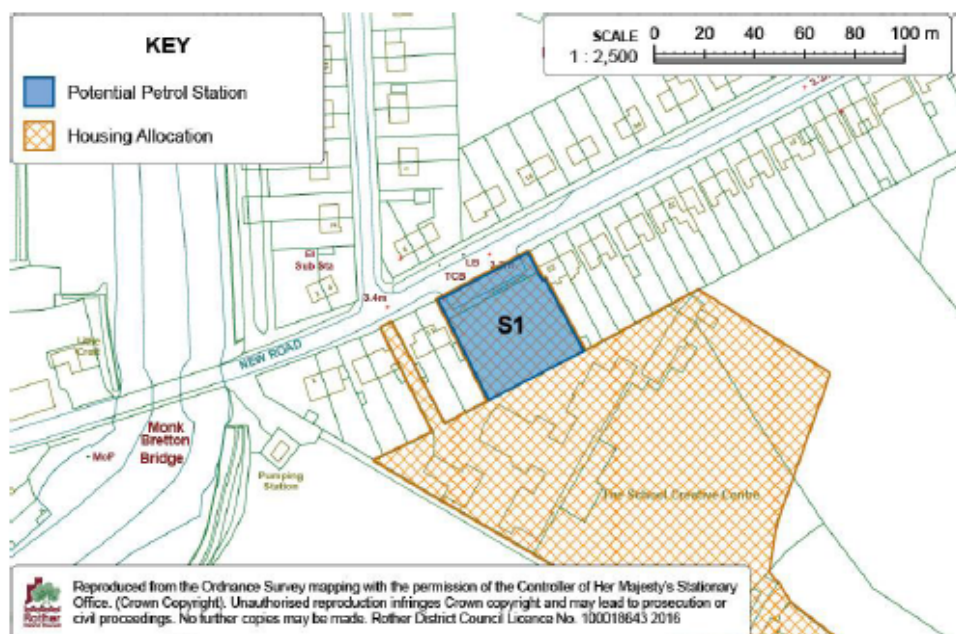 KEY
Potential Petrol Station
Housing Allocation
SCALE 0 20 40 60 80 100 m
1 : 2,500
El
Sub Sta
LB
TCB
3.4m
S1
NEW ROAD
Monk
Bretton
Bridge
MoP
Pumping
Station
The School Creative Centre
Rother
Reproduced from the Ordnance Survey mapping with the permission of the Controller of Her Majesty's Stationary
Office. (Crown Copyright). Unauthorised reproduction infringes Crown copyright and may lead to prosecution or
civil proceedings. No further copies may be made. Rother District Council Licence No. 100018643 2016